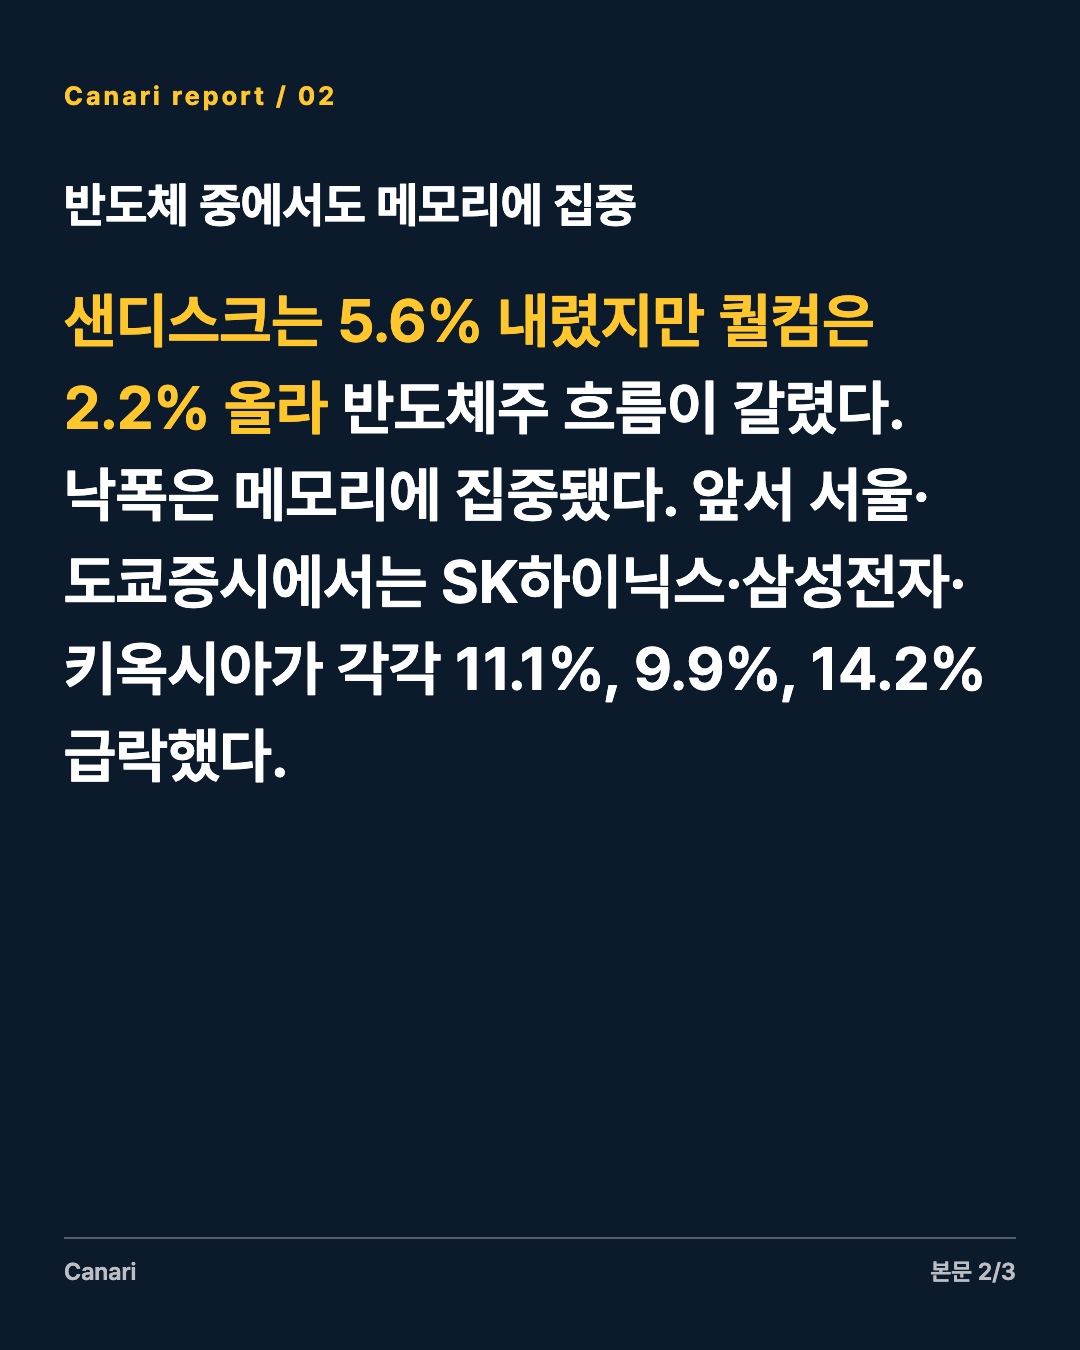 Canari report / 02
반도체 중에서도 메모리에 집중
샌디스크는 5.6% 내렸지만 퀄컴은
2.2% 올라 반도체주 흐름이 갈렸다.
낙폭은 메모리에 집중됐다. 앞서 서울·
도쿄증시에서는 SK하이닉스·삼성전자·
키옥시아가 각각 11.1%, 9.9%, 14.2%
급락했다.
Canari
본문 2/3